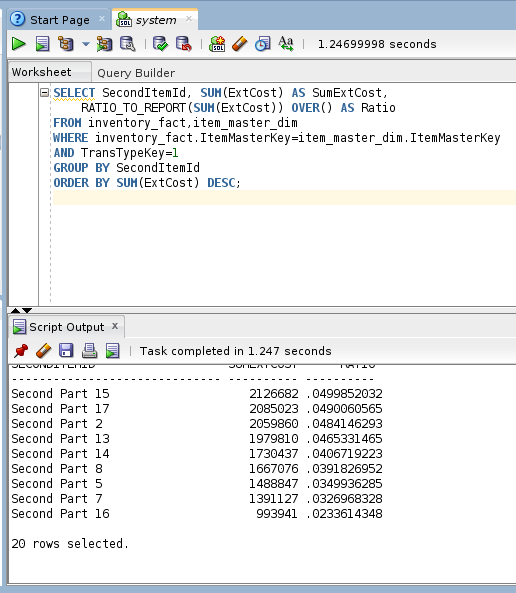 Start Page
system
1.24699998 seconds
Worksheet Query Builder
SELECT SecondItemId, SUM(ExtCost) AS SumExtCost,
RATIO_TO_REPORT(SUM(ExtCost)) OVER() AS Ratio
FROM inventory_fact,item_master_dim
WHERE inventory_fact.ItemMasterKey=item_master_dim.ItemMasterKey
AND TransTypeKey=1
GROUP BY SecondItemId
ORDER BY SUM(ExtCost) DESC;
Script Output x
Task completed in 1.247 seconds
SECONDITEMID SUMEXTCOST RATIO
------------------------------ ---------- ----------
Second Part 15 2126682 .0499852032
Second Part 17 2085023 .0490060565
Second Part 2 2059860 .0484146293
Second Part 13 1979810 .0465331465
Second Part 14 1730437 .0406719223
Second Part 8 1667076 .0391826952
Second Part 5 1488847 .0349936285
Second Part 7 1391127 .0326968328
Second Part 16 993941 .0233614348
20 rows selected.